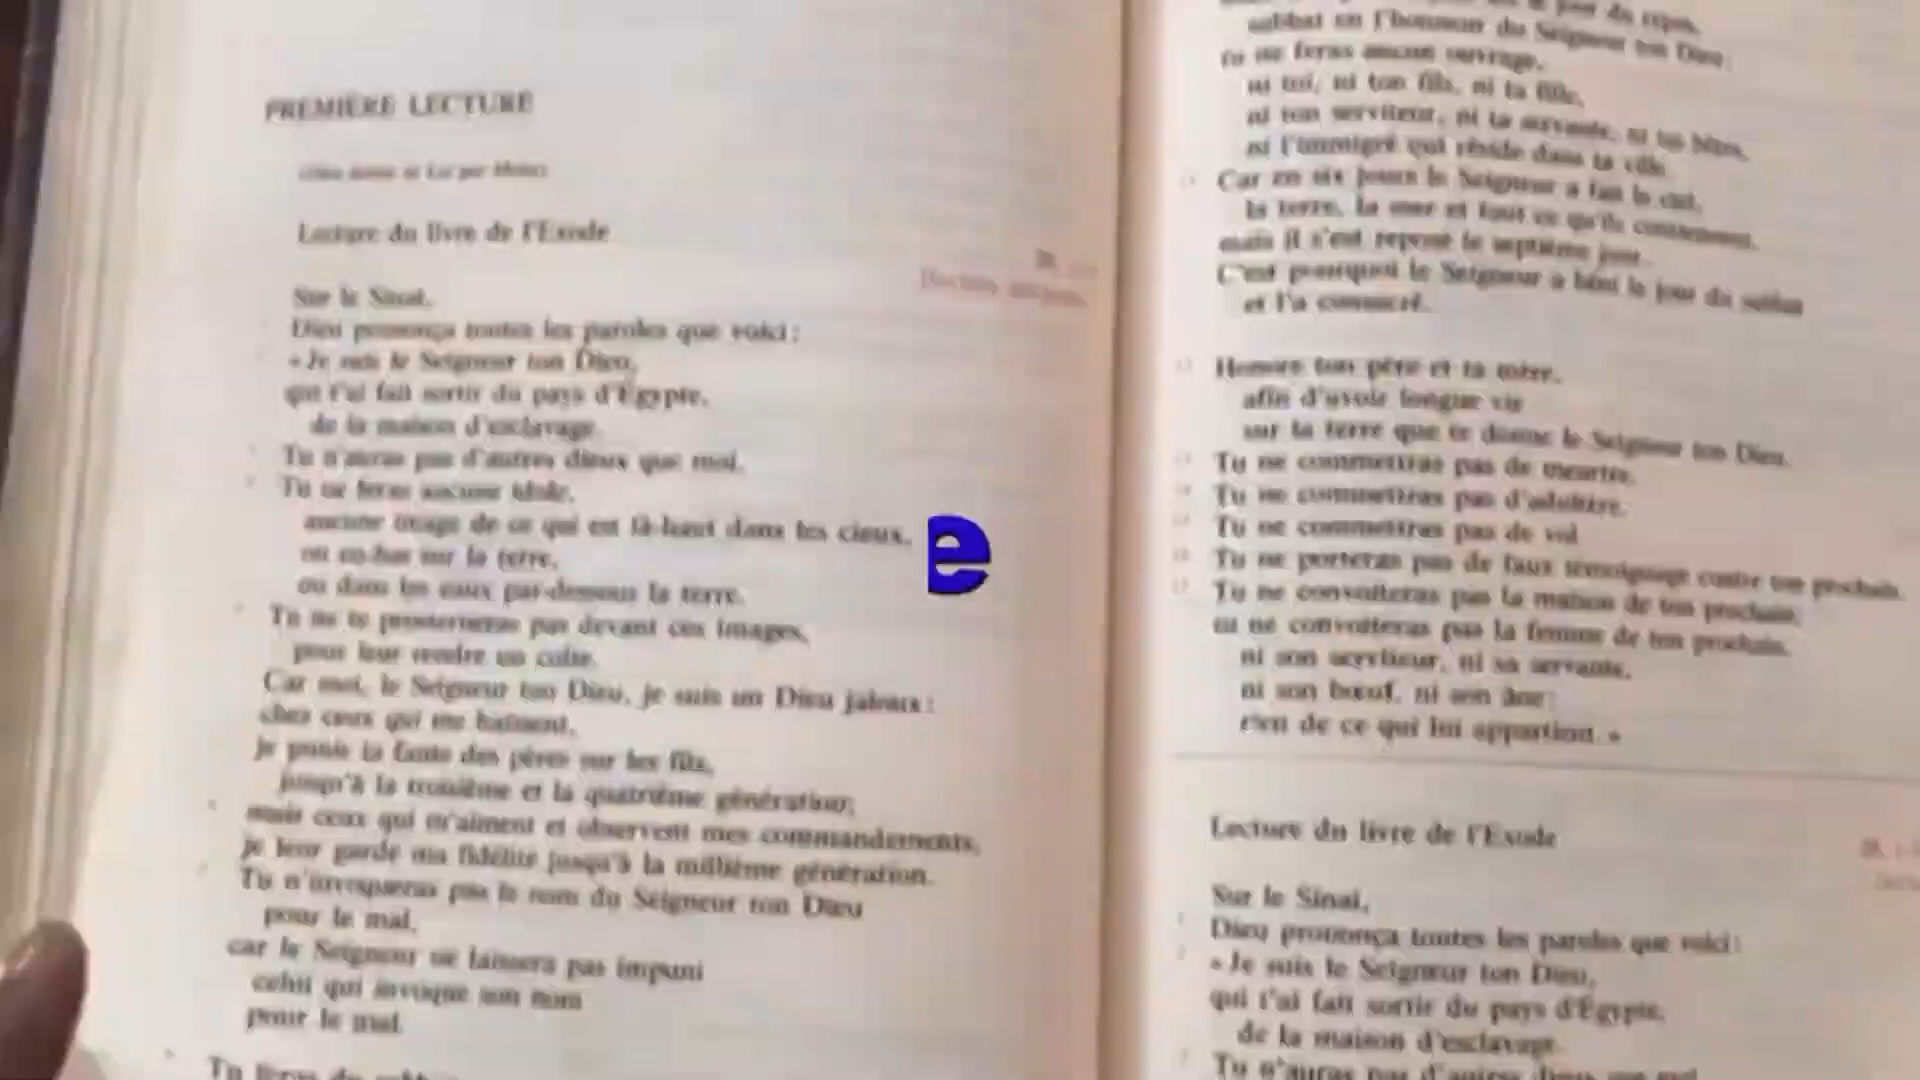 PREMIÈRE LECTURE
Lecture du livre de l'Exode
Sur le Sinaï,
Dieu prononça toutes les paroles que voici :
« Je suis le Seigneur ton Dieu,
qui t'ai fait sortir du pays d'Égypte,
de la maison d'esclavage.
Tu n'auras pas d'autres dieux que moi.
Tu ne feras aucune idole,
aucune image de ce qui est là-haut dans les cieux,
ou en-bas sur la terre,
ou dans les eaux par-dessous la terre.
Tu ne te prosterneras pas devant ces images,
pour leur rendre un culte.
Car moi, le Seigneur ton Dieu, je suis un Dieu jaloux :
chez ceux qui me haïssent,
je punis la faute des pères sur les fils,
jusqu'à la troisième et la quatrième génération;
mais ceux qui m'aiment et observent mes commandements,
je leur garde ma fidélité jusqu'à la millième génération.
Tu n'invoqueras pas le nom du Seigneur ton Dieu
pour le mal,
car le Seigneur ne laissera pas impuni
celui qui invoque son nom
pour le mal.
e
sabbat en l'honneur du Seigneur ton Dieu.
Tu ne feras aucun ouvrage,
ni toi, ni ton fils, ni ta fille,
ni ton serviteur, ni ta servante, ni tes bêtes,
ni l'immigré qui réside dans ta ville.
Car en six jours le Seigneur a fait le ciel,
la terre, la mer et tout ce qu'ils contiennent,
mais il s'est reposé le septième jour.
C'est pourquoi le Seigneur a béni le jour du sabbat
et l'a consacré.
Honore ton père et ta mère,
afin d'avoir longue vie
sur la terre que te donne le Seigneur ton Dieu.
Tu ne commettras pas de meurtre.
Tu ne commettras pas d'adultère.
Tu ne commettras pas de vol
Tu ne porteras pas de faux témoignage contre ton prochain.
Tu ne convoiteras pas la maison de ton prochain;
tu ne convoiteras pas la femme de ton prochain,
ni son serviteur, ni sa servante,
ni son bœuf, ni son âne:
rien de ce qui lui appartient. »
Lecture du livre de l'Exode
Sur le Sinaï,
Dieu prononça toutes les paroles que voici :
« Je suis le Seigneur ton Dieu,
qui t'ai fait sortir du pays d'Égypte,
de la maison d'esclavage.
Tu n'auras pas d'autres dieux que moi.